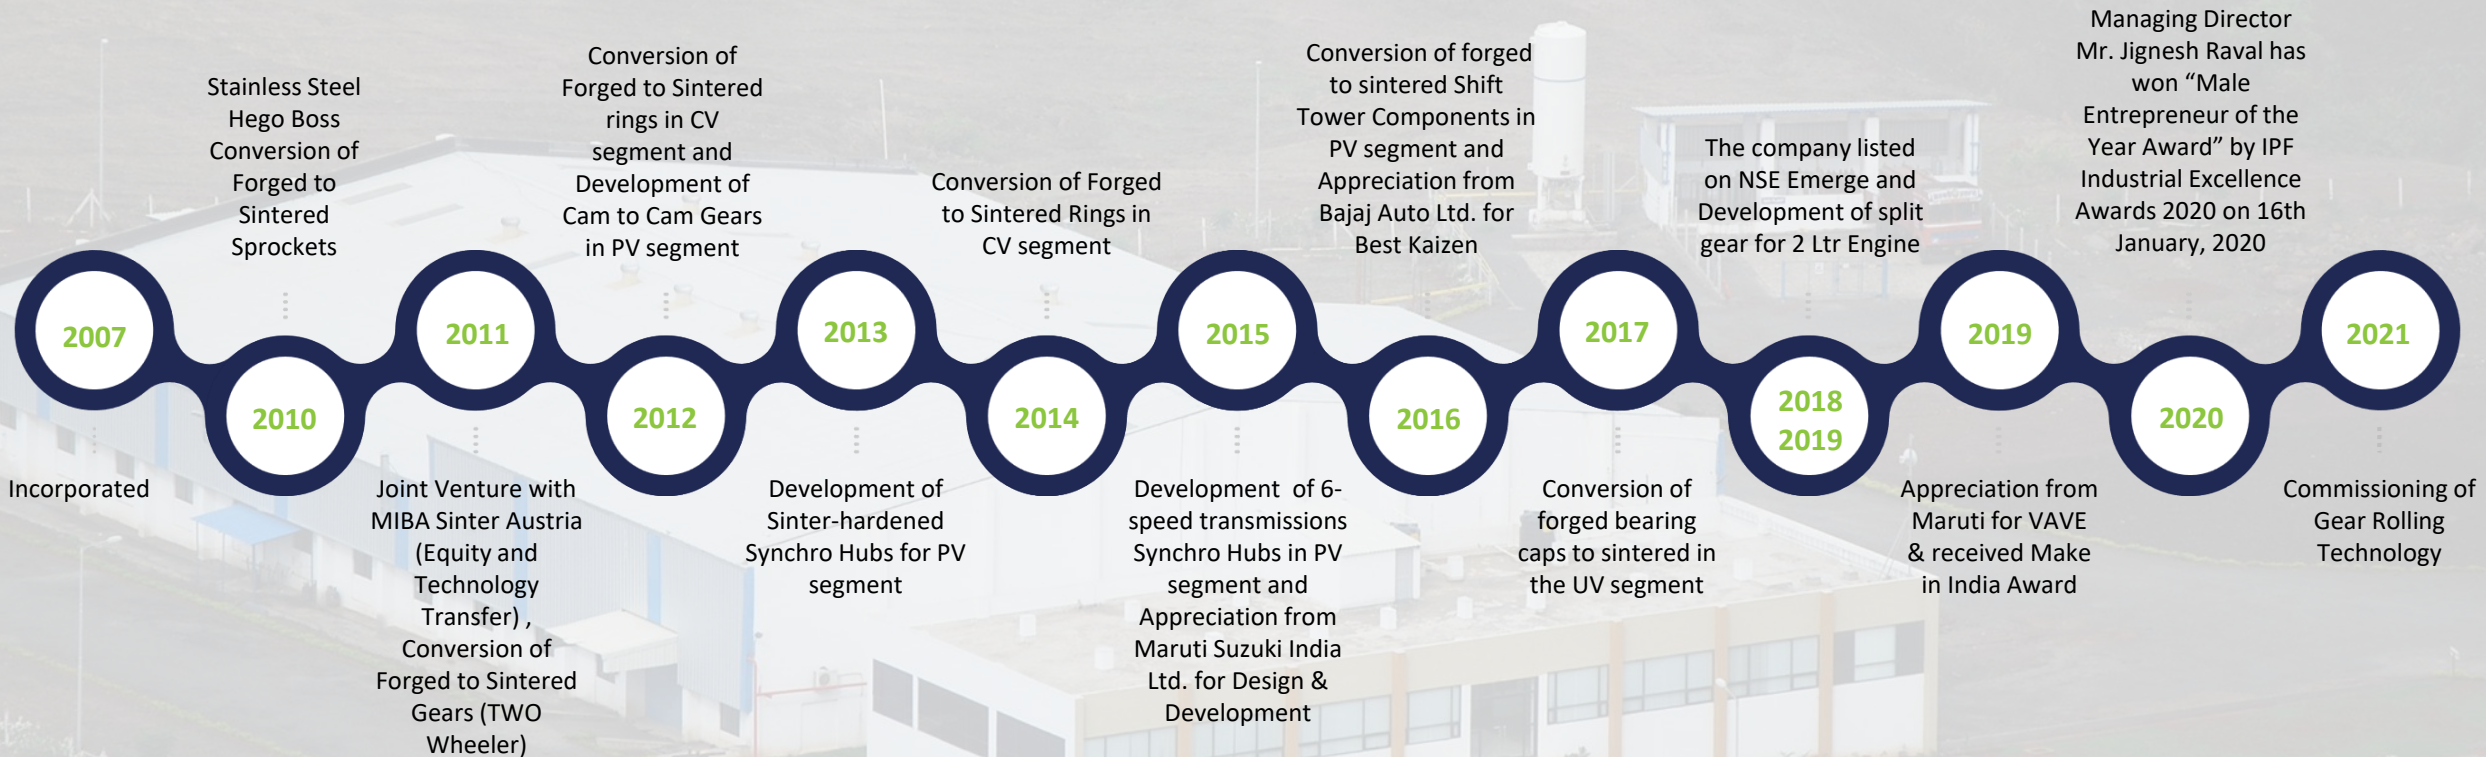 2007
Incorporated
Stainless Steel
Hego Boss
Conversion of
Forged to
Sintered
Sprockets
2010
2011
Joint Venture with
MIBA Sinter Austria
(Equity and
Technology
Transfer) ,
Conversion of
Forged to Sintered
Gears (TWO
Wheeler)
Conversion of
Forged to Sintered
rings in CV
segment and
Development of
Cam to Cam Gears
in PV segment
2012
2013
Development of
Sinter-hardened
Synchro Hubs for PV
segment
Conversion of Forged
to Sintered Rings in
CV segment
2014
2015
Development of 6-
speed transmissions
Synchro Hubs in PV
segment and
Appreciation from
Maruti Suzuki India
Ltd. for Design &
Development
Conversion of forged
to sintered Shift
Tower Components in
PV segment and
Appreciation from
Bajaj Auto Ltd. for
Best Kaizen
2016
2017
Conversion of
forged bearing
caps to sintered in
the UV segment
The company listed
on NSE Emerge and
Development of split
gear for 2 Ltr Engine
2018
2019
2019
Appreciation from
Maruti for VAVE
& received Make
in India Award
Managing Director
Mr. Jignesh Raval has
won “Male
Entrepreneur of the
Year Award” by IPF
Industrial Excellence
Awards 2020 on 16th
January, 2020
2020
2021
Commissioning of
Gear Rolling
Technology